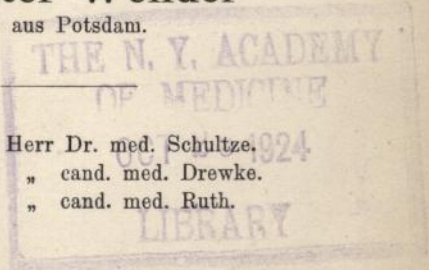 aus Potsdam.
THE N. Y. ACADEMY
OF MEDICINE
Herr Dr. med. Schultze.
OCT 1924
„ cand. med. Drewke.
„ cand. med. Ruth.
LIBRARY